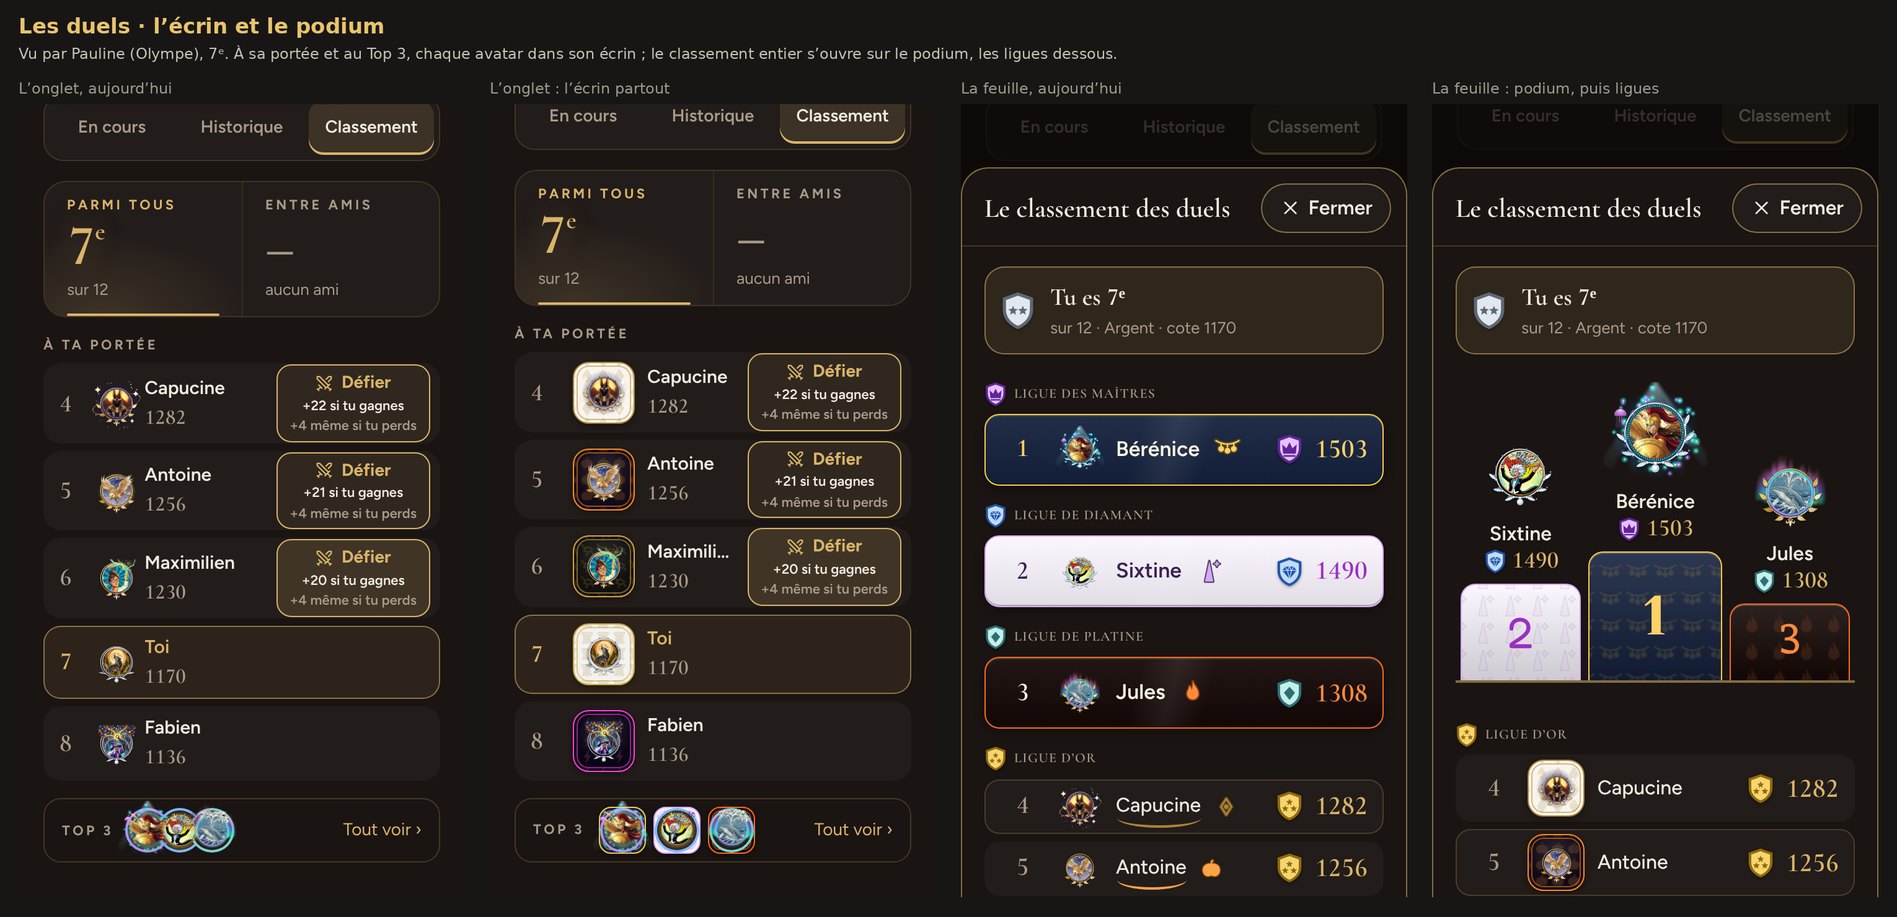 Les duels · l’écrin et le podium
Vu par Pauline (Olympe), 7ᵉ. À sa portée et au Top 3, chaque avatar dans son écrin ; le classement entier s’ouvre sur le podium, les ligues dessous.
L’onglet, aujourd’hui
En cours Historique Classement
PARMI TOUS ENTRE AMIS
7e —
sur 12 aucun ami
À TA PORTÉE
4 Capucine 1282
Défier
+22 si tu gagnes
+4 même si tu perds
5 Antoine 1256
Défier
+21 si tu gagnes
+4 même si tu perds
6 Maximilien 1230
Défier
+20 si tu gagnes
+4 même si tu perds
7 Toi 1170
8 Fabien 1136
TOP 3 Tout voir ›
L’onglet : l’écrin partout
En cours Historique Classement
PARMI TOUS ENTRE AMIS
7e —
sur 12 aucun ami
À TA PORTÉE
4 Capucine 1282
Défier
+22 si tu gagnes
+4 même si tu perds
5 Antoine 1256
Défier
+21 si tu gagnes
+4 même si tu perds
6 Maximili... 1230
Défier
+20 si tu gagnes
+4 même si tu perds
7 Toi 1170
8 Fabien 1136
TOP 3 Tout voir ›
La feuille, aujourd’hui
En cours Historique Classement
Le classement des duels × Fermer
Tu es 7ᵉ
sur 12 · Argent · cote 1170
LIGUE DES MAÎTRES
1 Bérénice 1503
LIGUE DE DIAMANT
2 Sixtine 1490
LIGUE DE PLATINE
3 Jules 1308
LIGUE D’OR
4 Capucine 1282
5 Antoine 1256
La feuille : podium, puis ligues
En cours Historique Classement
Le classement des duels × Fermer
Tu es 7ᵉ
sur 12 · Argent · cote 1170
Bérénice
1503
Sixtine
1490
Jules
1308
2 1 3
LIGUE D’OR
4 Capucine 1282
5 Antoine 1256